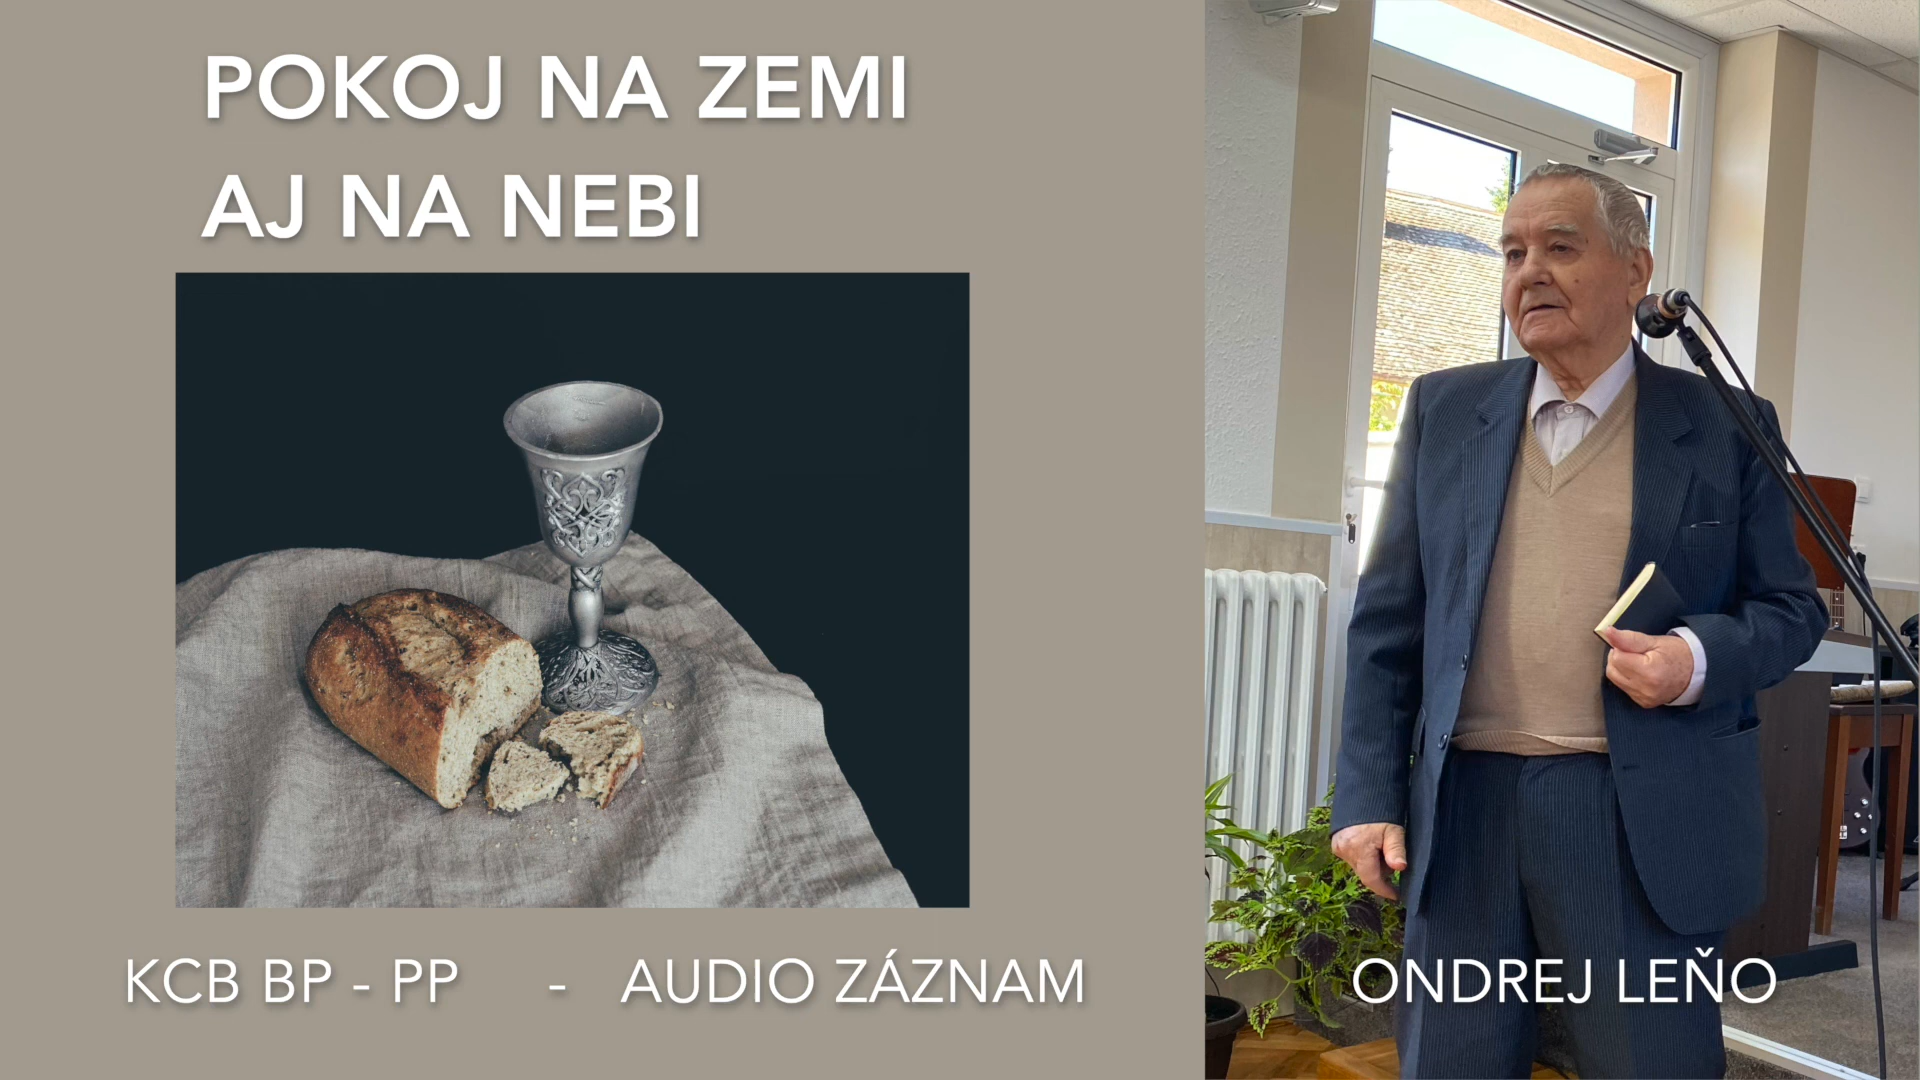 POKOJ NA ZEMI
AJ NA NEBI
KCB BP - PP - AUDIO ZÁZNAM
ONDREJ LEŇO